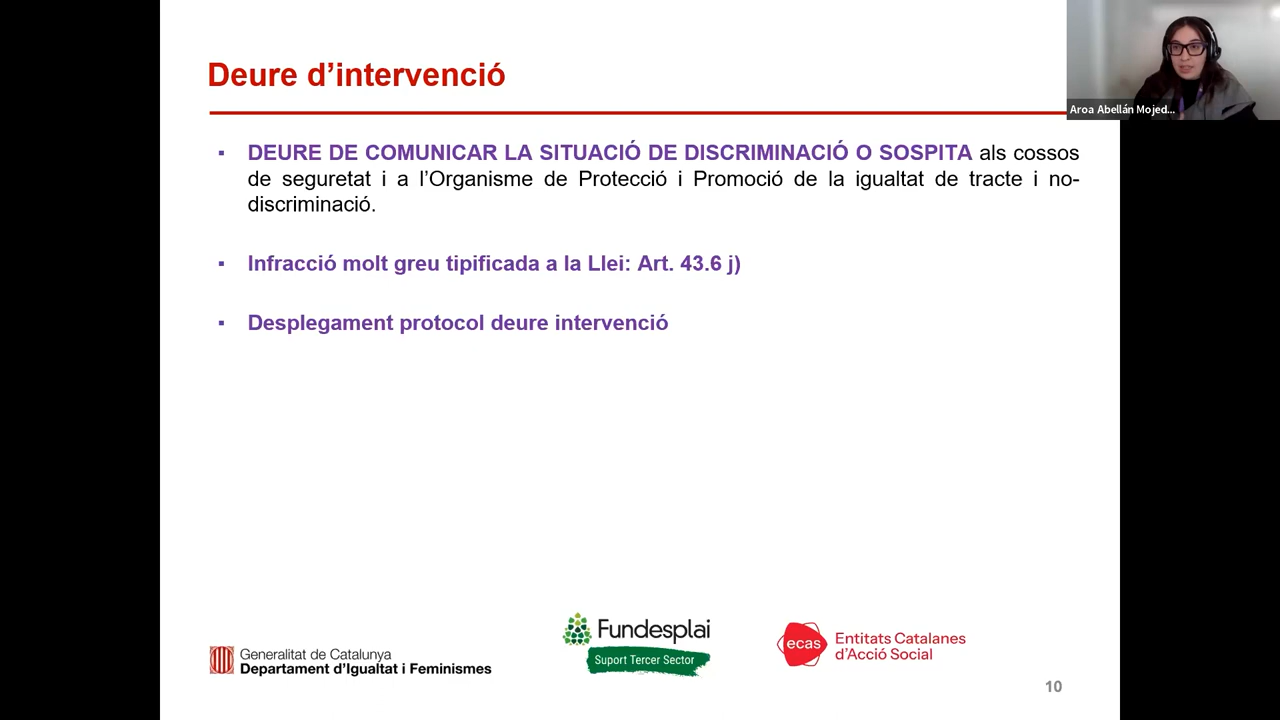 Deure d’intervenció
Aroa Abellán Mojed...
▪ DEURE DE COMUNICAR LA SITUACIÓ DE DISCRIMINACIÓ O SOSPITA als cossos
de seguretat i a l’Organisme de Protecció i Promoció de la igualtat de tracte i no-
discriminació.
▪ Infracció molt greu tipificada a la Llei: Art. 43.6 j)
▪ Desplegament protocol deure intervenció
Generalitat de Catalunya
Departament d’Igualtat i Feminismes
Fundesplai
Suport Tercer Sector
ecas
Entitats Catalanes
d’Acció Social
10